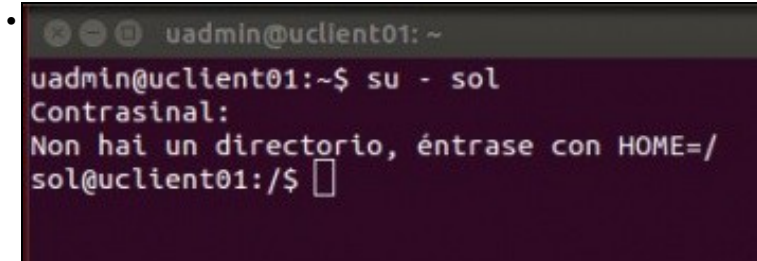 uadmin@uclient01: ~
uadmin@uclient01:~$ su - sol
Contrasinal:
Non hai un directorio, éntrase con HOME=/
sol@uclient01:/$